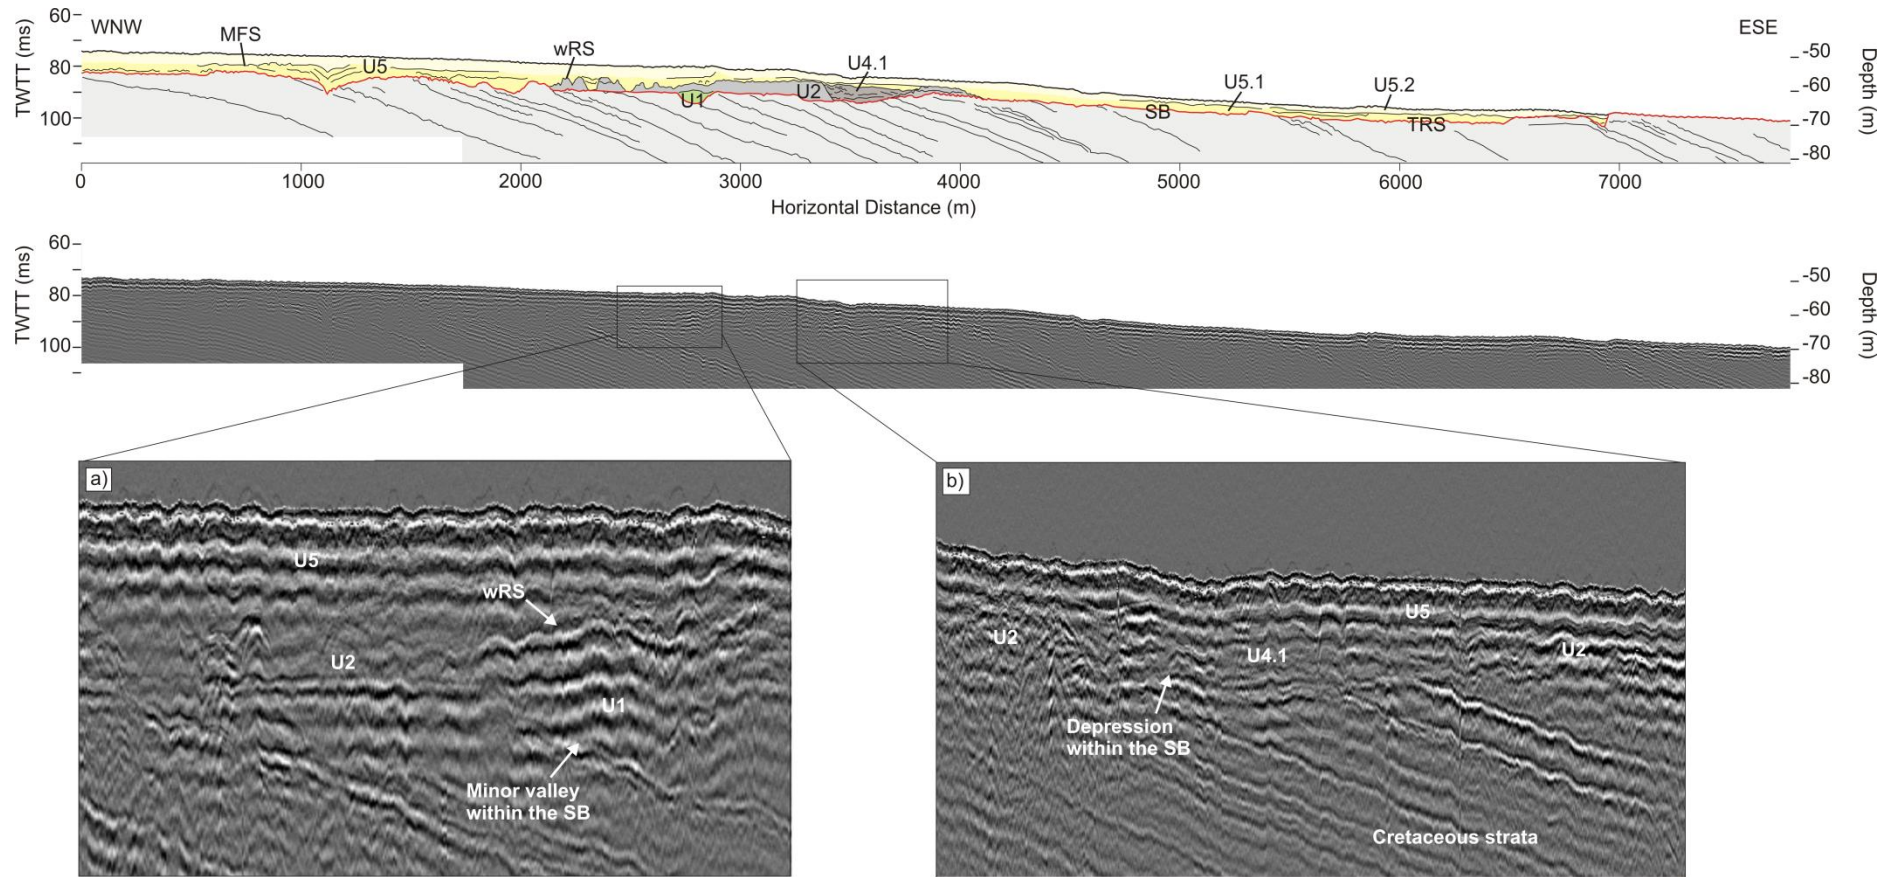 WNW
ESE
MFS
wRS
U4.1
U5
U5.1
U5.2
U2
U1
SB
TRS
TWTT (ms)
60
80
100
Depth (m)
-50
-60
-70
-80
0
1000
2000
3000
4000
5000
6000
7000
Horizontal Distance (m)
TWTT (ms)
60
80
100
Depth (m)
-50
-60
-70
-80
a)
U5
wRS
U2
U1
Minor valley
within the SB
b)
U5
U2
U4.1
U2
Depression
within the SB
Cretaceous strata